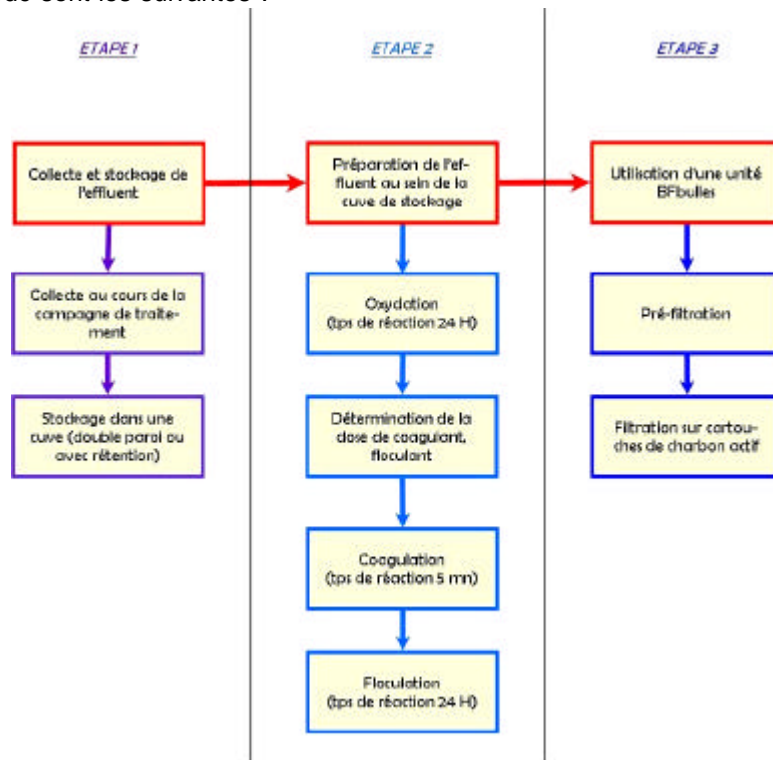 sont les suivantes :
ETAPE 1
Collecte et stockage de
l'effluent
Collecte au cours de la
campagne de traite-
ment
Stockage dans une
cuve (double paroi ou
avec rétention)
ETAPE 2
Préparation de l'ef-
fluent au sein de la
cuve de stockage
Oxydation
(tps de réaction 24 H)
Détermination de la
dose de coagulant,
floculant
Coagulation
(tps de réaction 5 mn)
Floculation
(tps de réaction 24 H)
ETAPE 3
Utilisation d'une unité
BFbulles
Pré-filtration
Filtration sur cartou-
ches de charbon actif